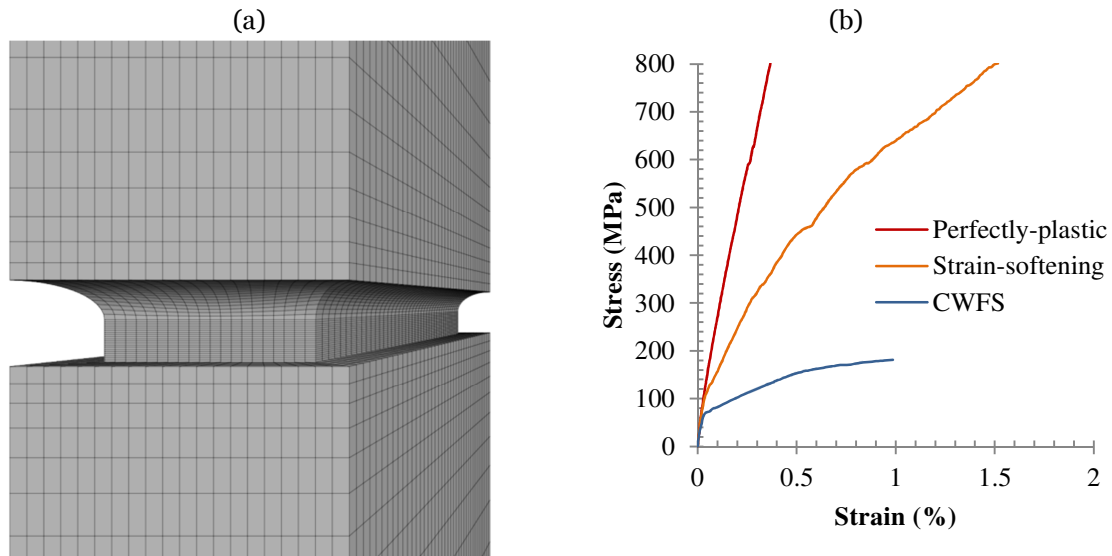 (a)
(b)
800
700
600
500
400
300
200
100
0
Stress (MPa)
Perfectly-plastic
Strain-softening
CWFS
0 0.5 1 1.5 2
Strain (%)